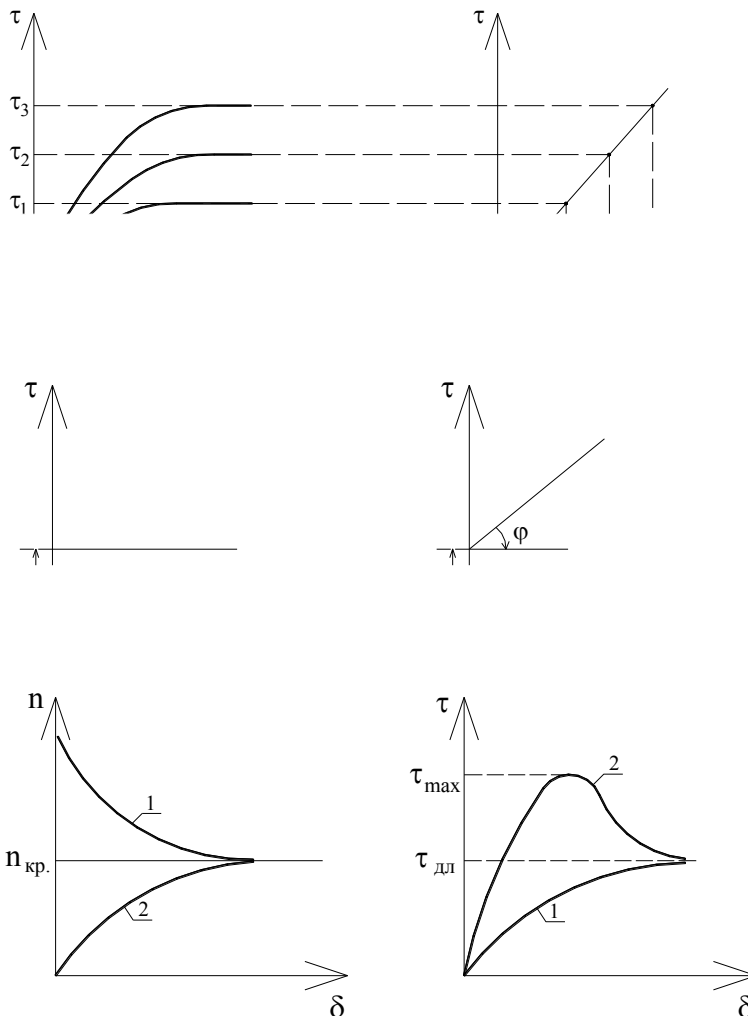 τ τ
τ3
τ2
τ1
τ τ
φ
n τ
τmax 2
1
nкр. τдл
2 1
δ δ